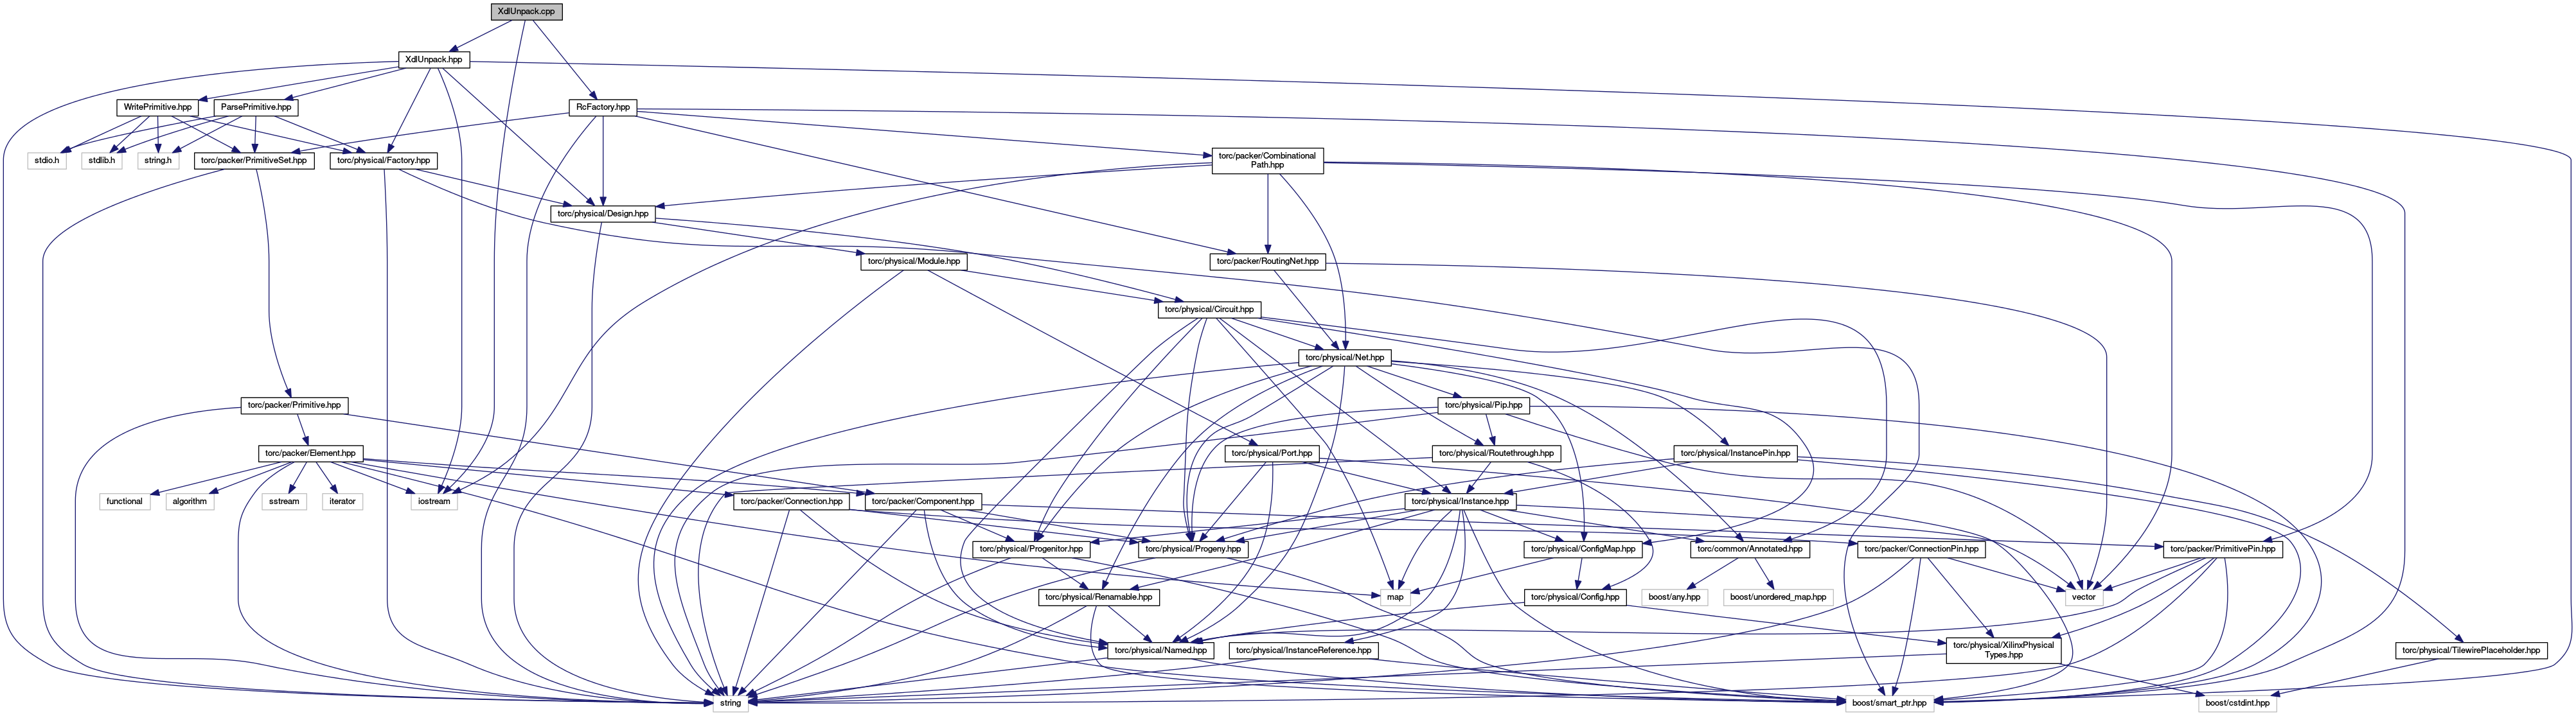 XdlUnpack.cpp
XdlUnpack.hpp
WritePrimitive.hpp
ParsePrimitive.hpp
RcFactory.hpp
stdio.h
stdlib.h
string.h
torc/packer/PrimitiveSet.hpp
torc/physical/Factory.hpp
torc/packer/Combinational
Path.hpp
torc/physical/Design.hpp
torc/physical/Module.hpp
torc/packer/RoutingNet.hpp
torc/physical/Circuit.hpp
torc/physical/Net.hpp
torc/packer/Primitive.hpp
torc/physical/Pip.hpp
torc/packer/Element.hpp
torc/physical/Port.hpp
torc/physical/Routethrough.hpp
torc/physical/InstancePin.hpp
functional
algorithm
sstream
iterator
iostream
torc/packer/Connection.hpp
torc/packer/Component.hpp
torc/physical/Instance.hpp
torc/physical/Progenitor.hpp
torc/physical/Progeny.hpp
torc/physical/ConfigMap.hpp
torc/common/Annotated.hpp
torc/packer/ConnectionPin.hpp
torc/packer/PrimitivePin.hpp
torc/physical/Renamable.hpp
map
torc/physical/Config.hpp
boost/any.hpp
boost/unordered_map.hpp
vector
torc/physical/Named.hpp
torc/physical/InstanceReference.hpp
torc/physical/XilinxPhysical
Types.hpp
torc/physical/TilewirePlaceholder.hpp
string
boost/smart_ptr.hpp
boost/cstdint.hpp